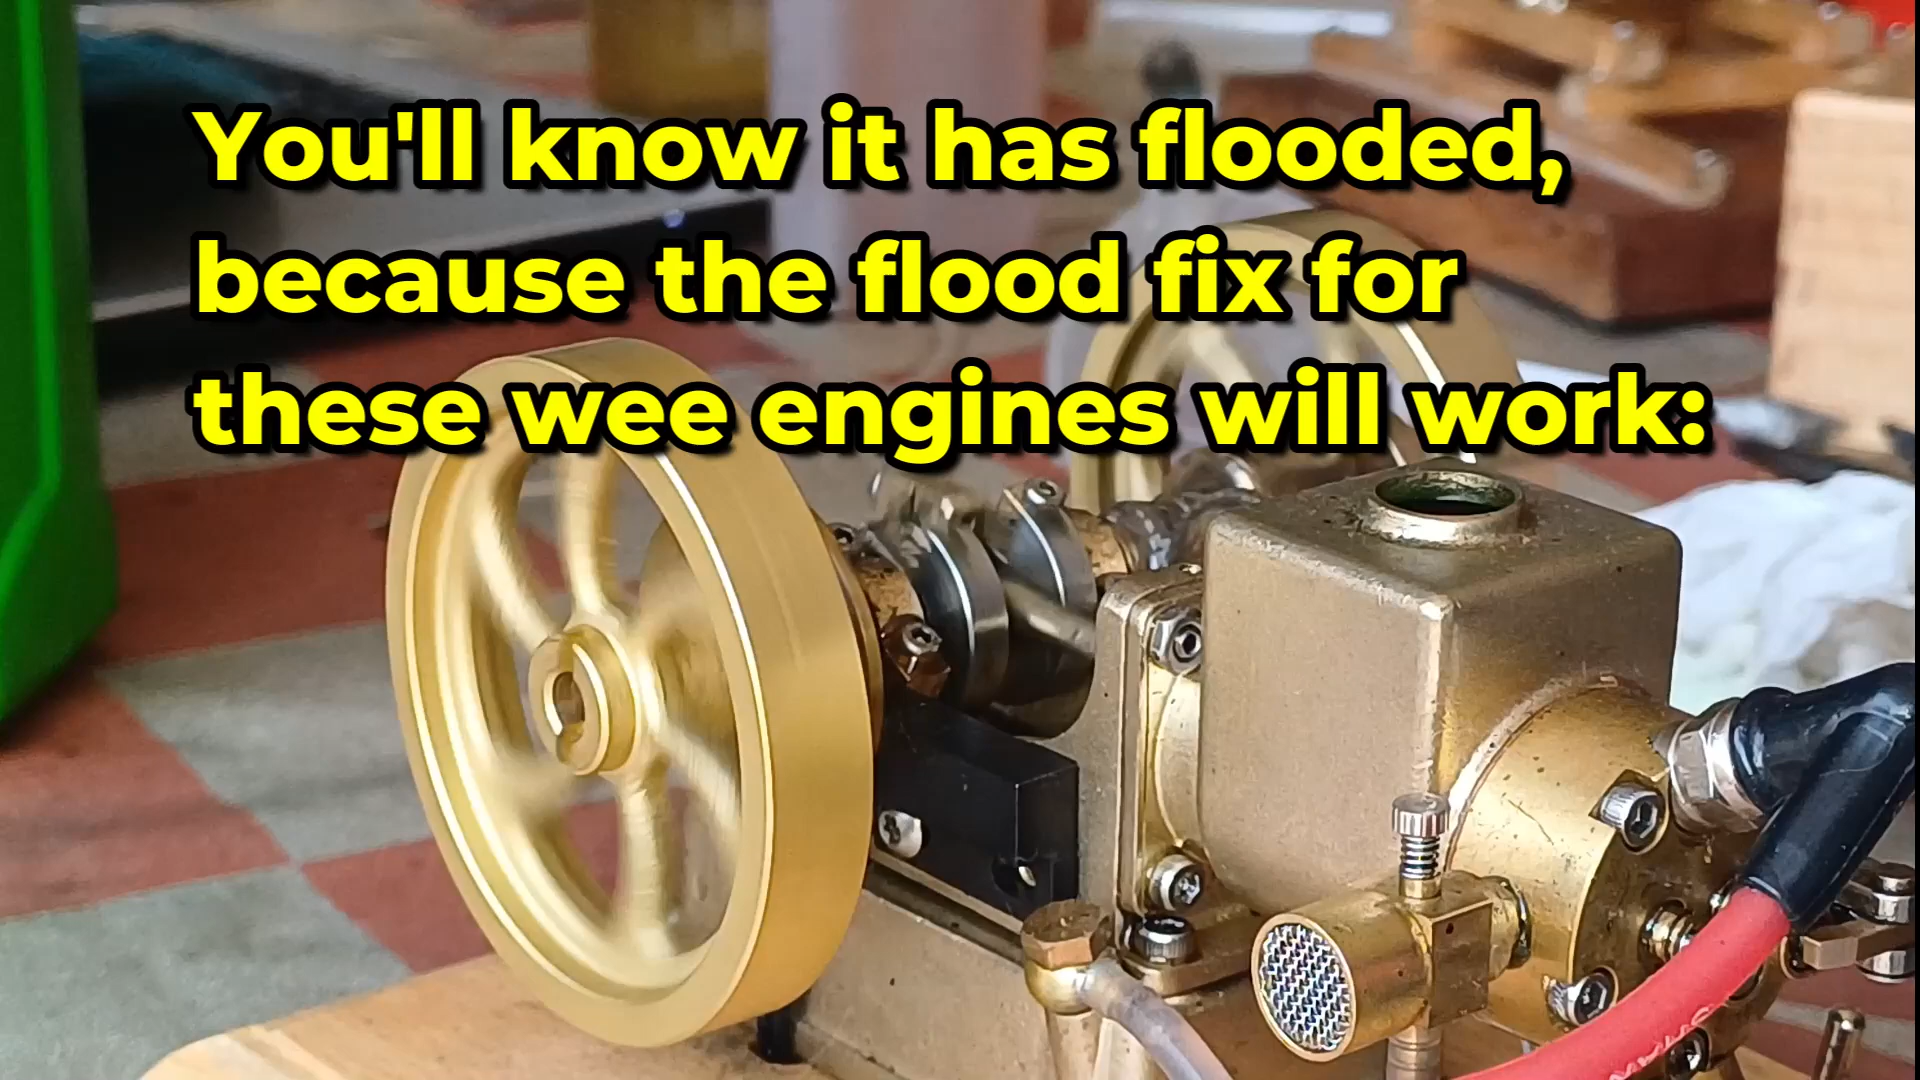 You'll know it has flooded,
because the flood fix for
these wee engines will work: